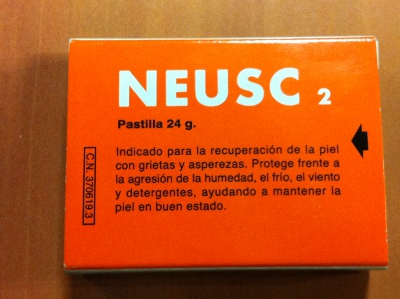 NEUSC 2
Pastilla 24 g.
Indicado para la recuperación de la piel
con grietas y asperezas. Protege frente a
la agresión de la humedad, el frío, el viento
y detergentes, ayudando a mantener la
piel en buen estado.
C.N. 370619.3